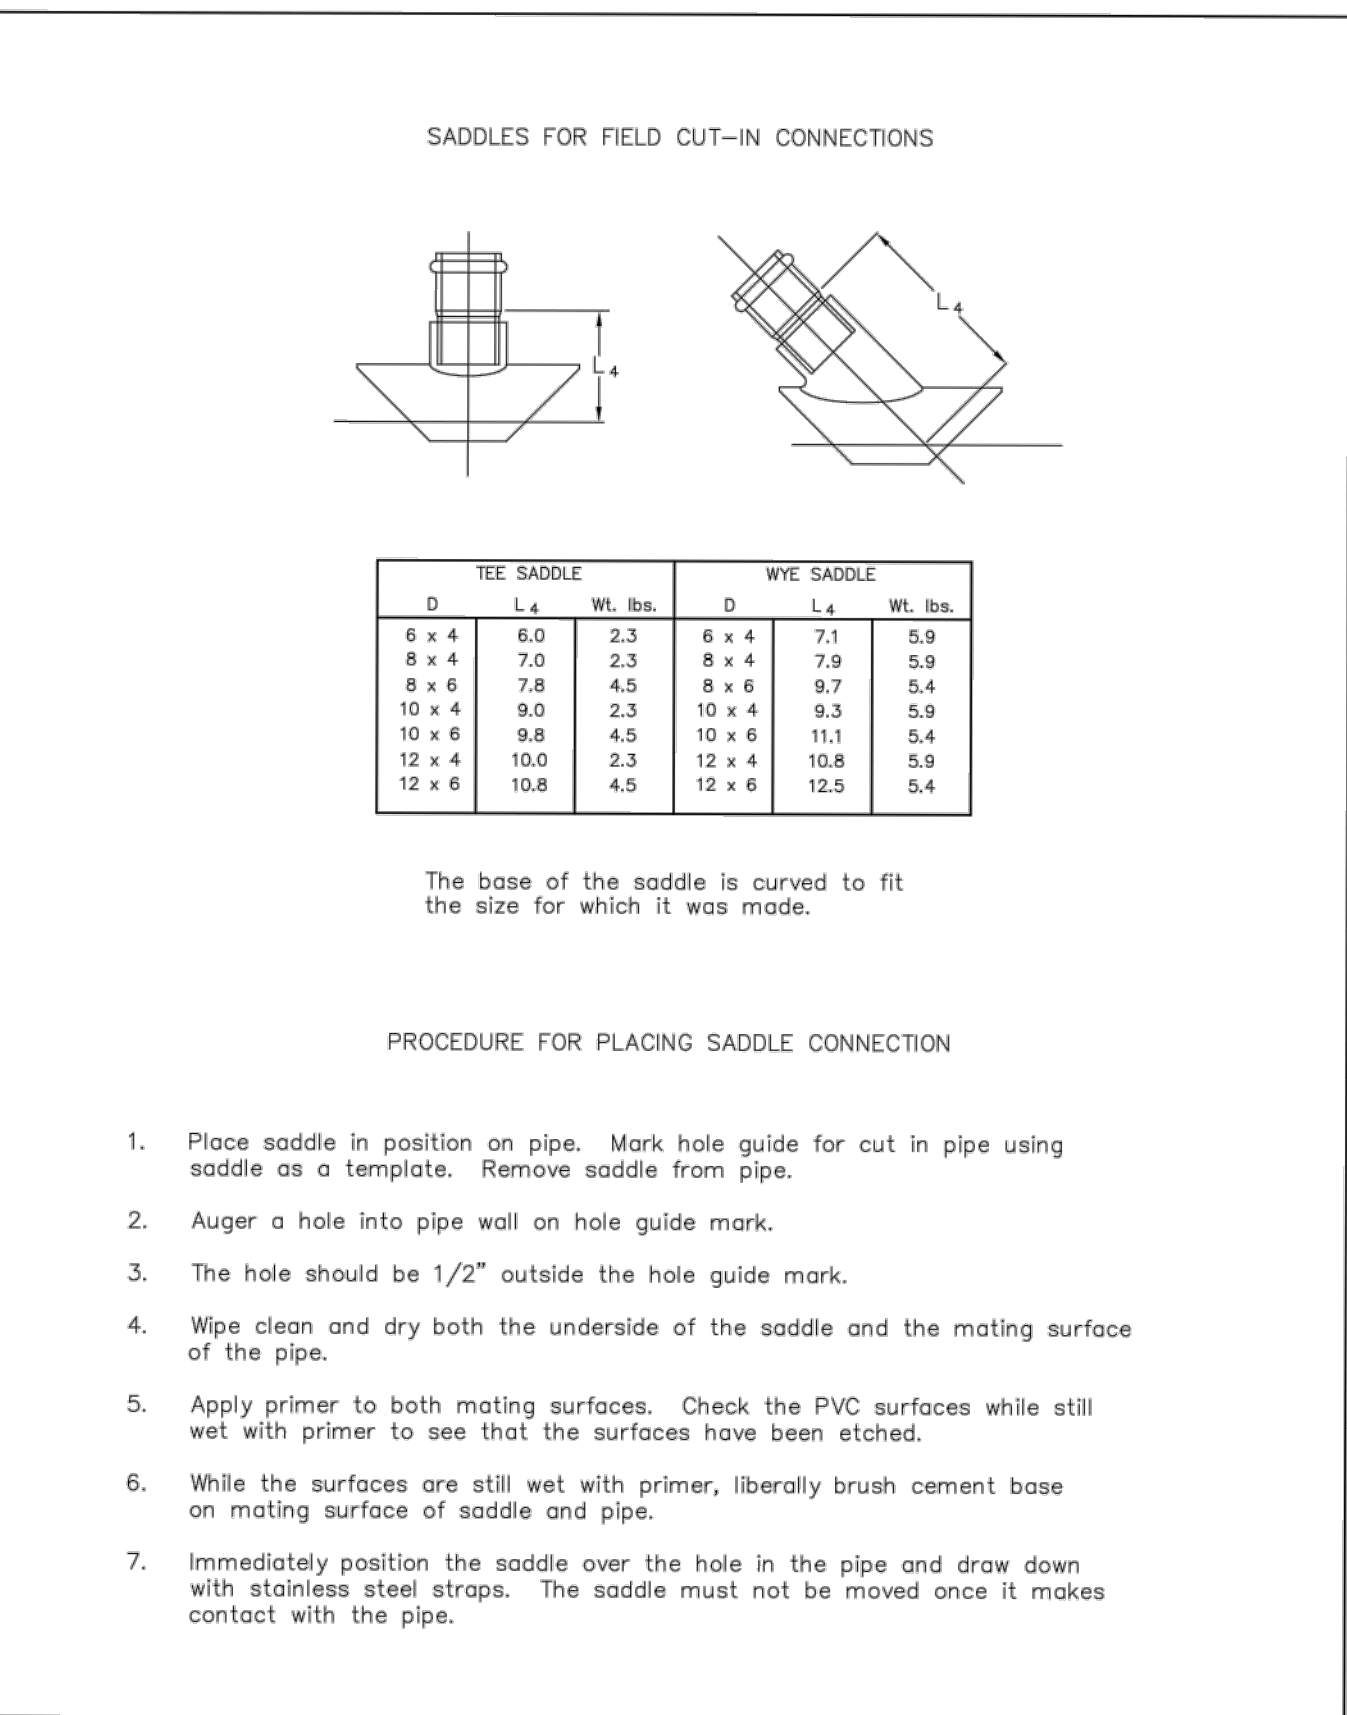 SADDLES FOR FIELD CUT-IN CONNECTIONS
L4
L4
TEE SADDLE WYE SADDLE
D L4 Wt. lbs. D L4 Wt. lbs.
6 x 4 6.0 2.3 6 x 4 7.1 5.9
8 x 4 7.0 2.3 8 x 4 7.9 5.9
8 x 6 7.8 4.5 8 x 6 9.7 5.4
10 x 4 9.0 2.3 10 x 4 9.3 5.9
10 x 6 9.8 4.5 10 x 6 11.1 5.4
12 x 4 10.0 2.3 12 x 4 10.8 5.9
12 x 6 10.8 4.5 12 x 6 12.5 5.4
The base of the saddle is curved to fit
the size for which it was made.
PROCEDURE FOR PLACING SADDLE CONNECTION
1. Place saddle in position on pipe. Mark hole guide for cut in pipe using
saddle as a template. Remove saddle from pipe.
2. Auger a hole into pipe wall on hole guide mark.
3. The hole should be 1/2" outside the hole guide mark.
4. Wipe clean and dry both the underside of the saddle and the mating surface
of the pipe.
5. Apply primer to both mating surfaces. Check the PVC surfaces while still
wet with primer to see that the surfaces have been etched.
6. While the surfaces are still wet with primer, liberally brush cement base
on mating surface of saddle and pipe.
7. Immediately position the saddle over the hole in the pipe and draw down
with stainless steel straps. The saddle must not be moved once it makes
contact with the pipe.